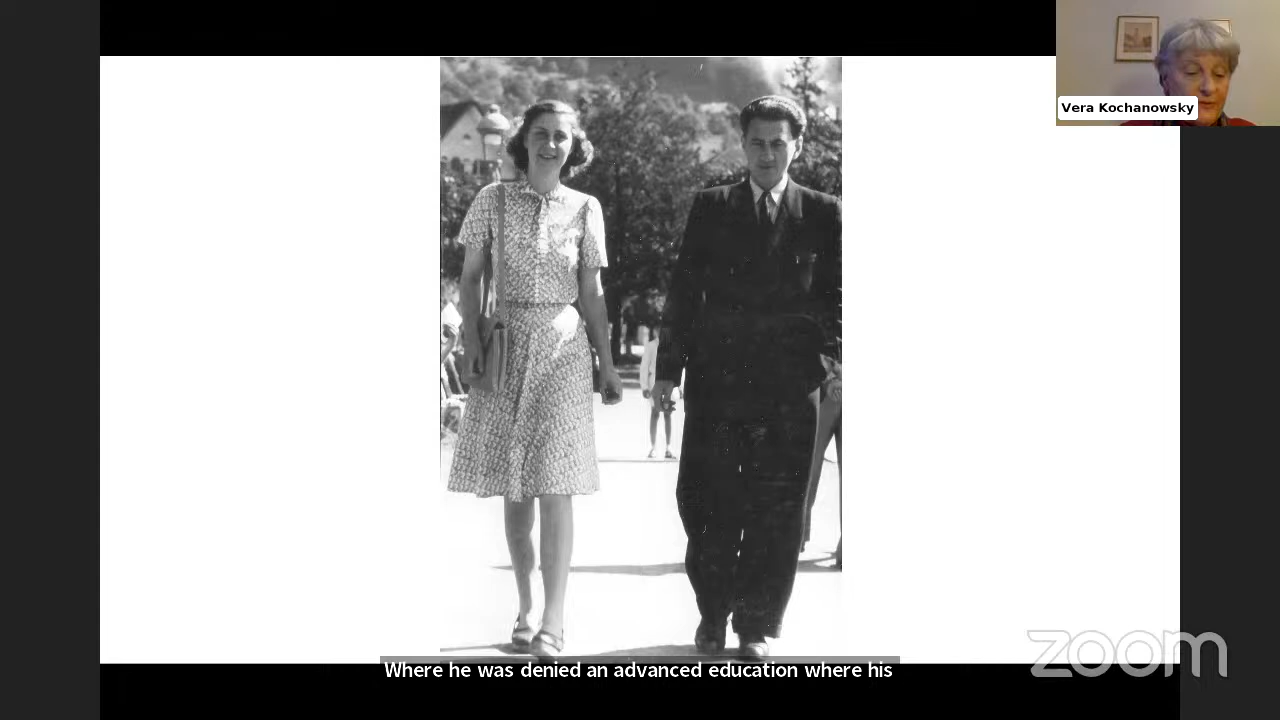 Vera Kochanowsky
Where he was denied an advanced education where his
zoom